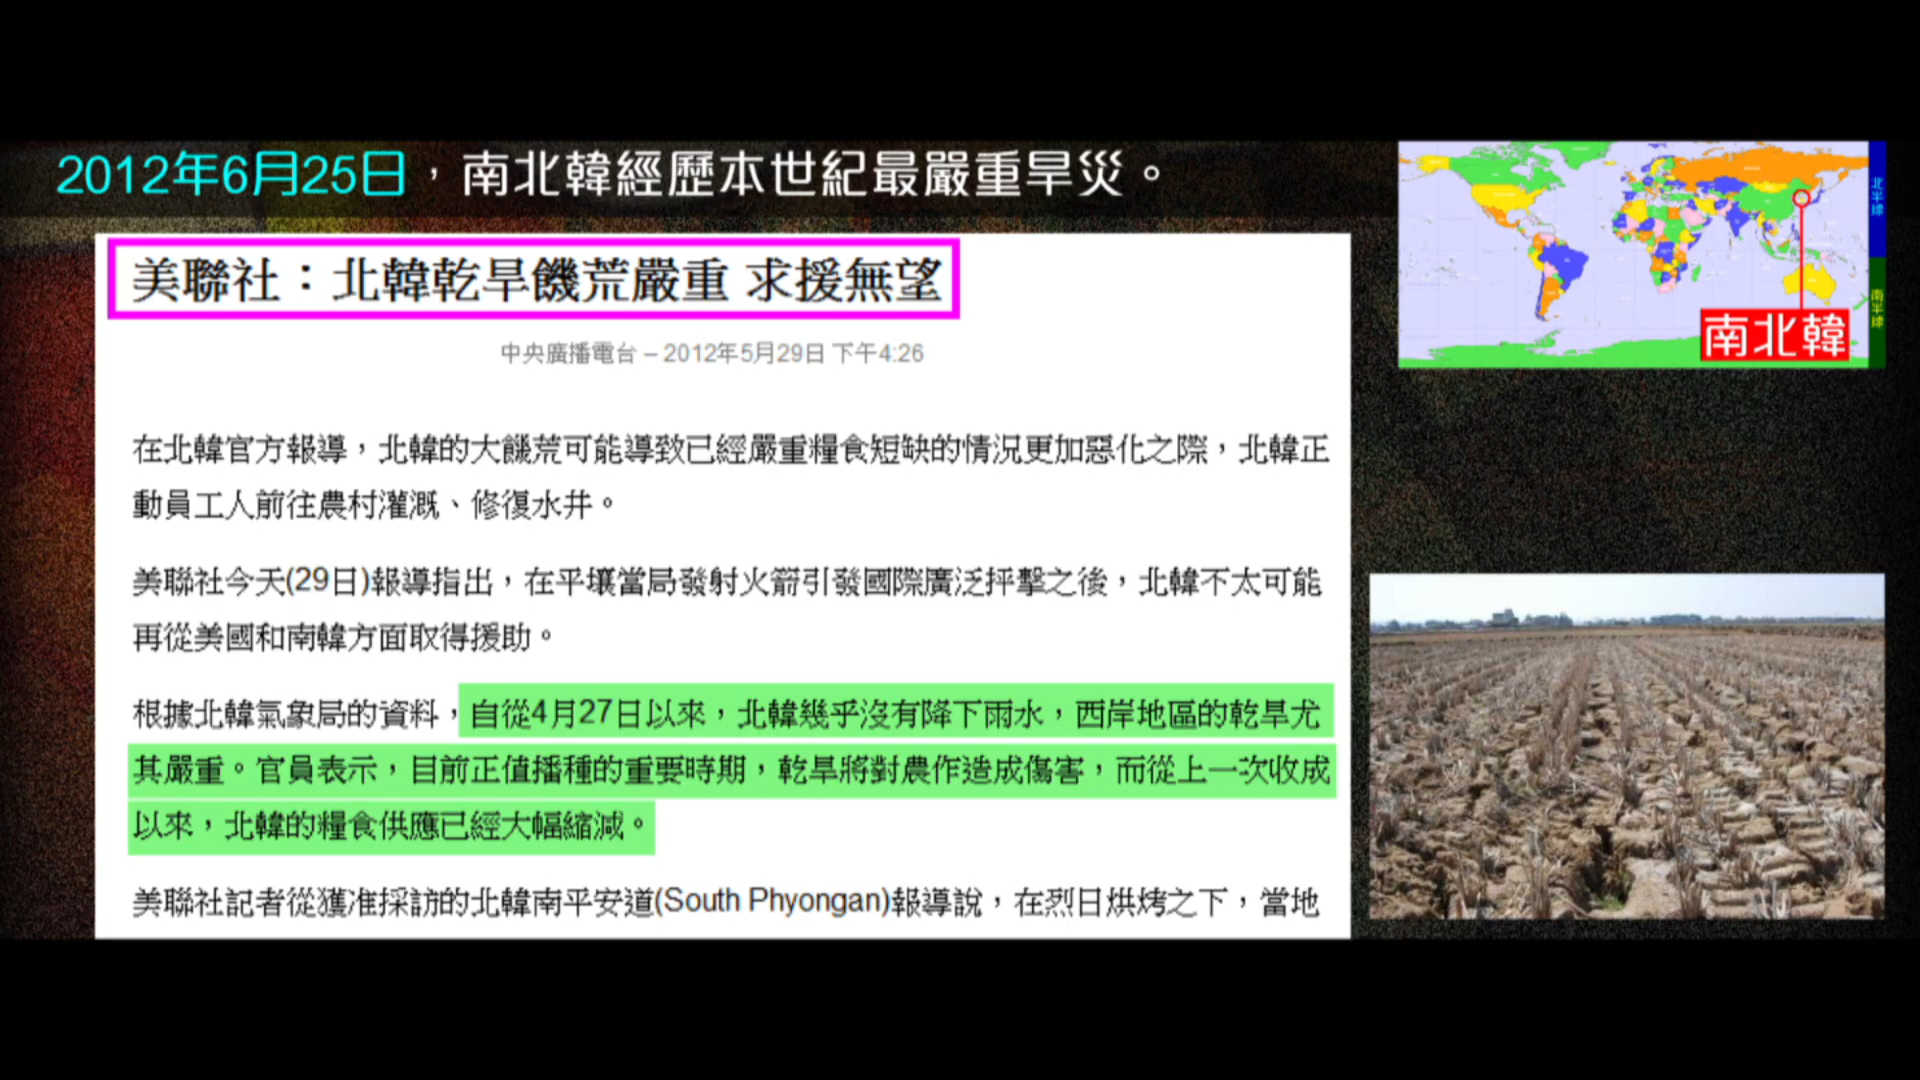 2012年6月25日，南北韓經歷本世紀最嚴重旱災。
美聯社：北韓乾旱饑荒嚴重 求援無望
中央廣播電台 – 2012年5月29日 下午4:26
在北韓官方報導，北韓的大饑荒可能導致已經嚴重糧食短缺的情況更加惡化之際，北韓正
動員工人前往農村灌溉、修復水井。
美聯社今天(29日)報導指出，在平壤當局發射火箭引發國際廣泛抨擊之後，北韓不太可能
再從美國和南韓方面取得援助。
根據北韓氣象局的資料，自從4月27日以來，北韓幾乎沒有降下雨水，西岸地區的乾旱尤
其嚴重。官員表示，目前正值播種的重要時期，乾旱將對農作造成傷害，而從上一次收成
以來，北韓的糧食供應已經大幅縮減。
美聯社記者從獲准採訪的北韓南平安道(South Phyongan)報導說，在烈日烘烤之下，當地
北半球
南半球
南北韓